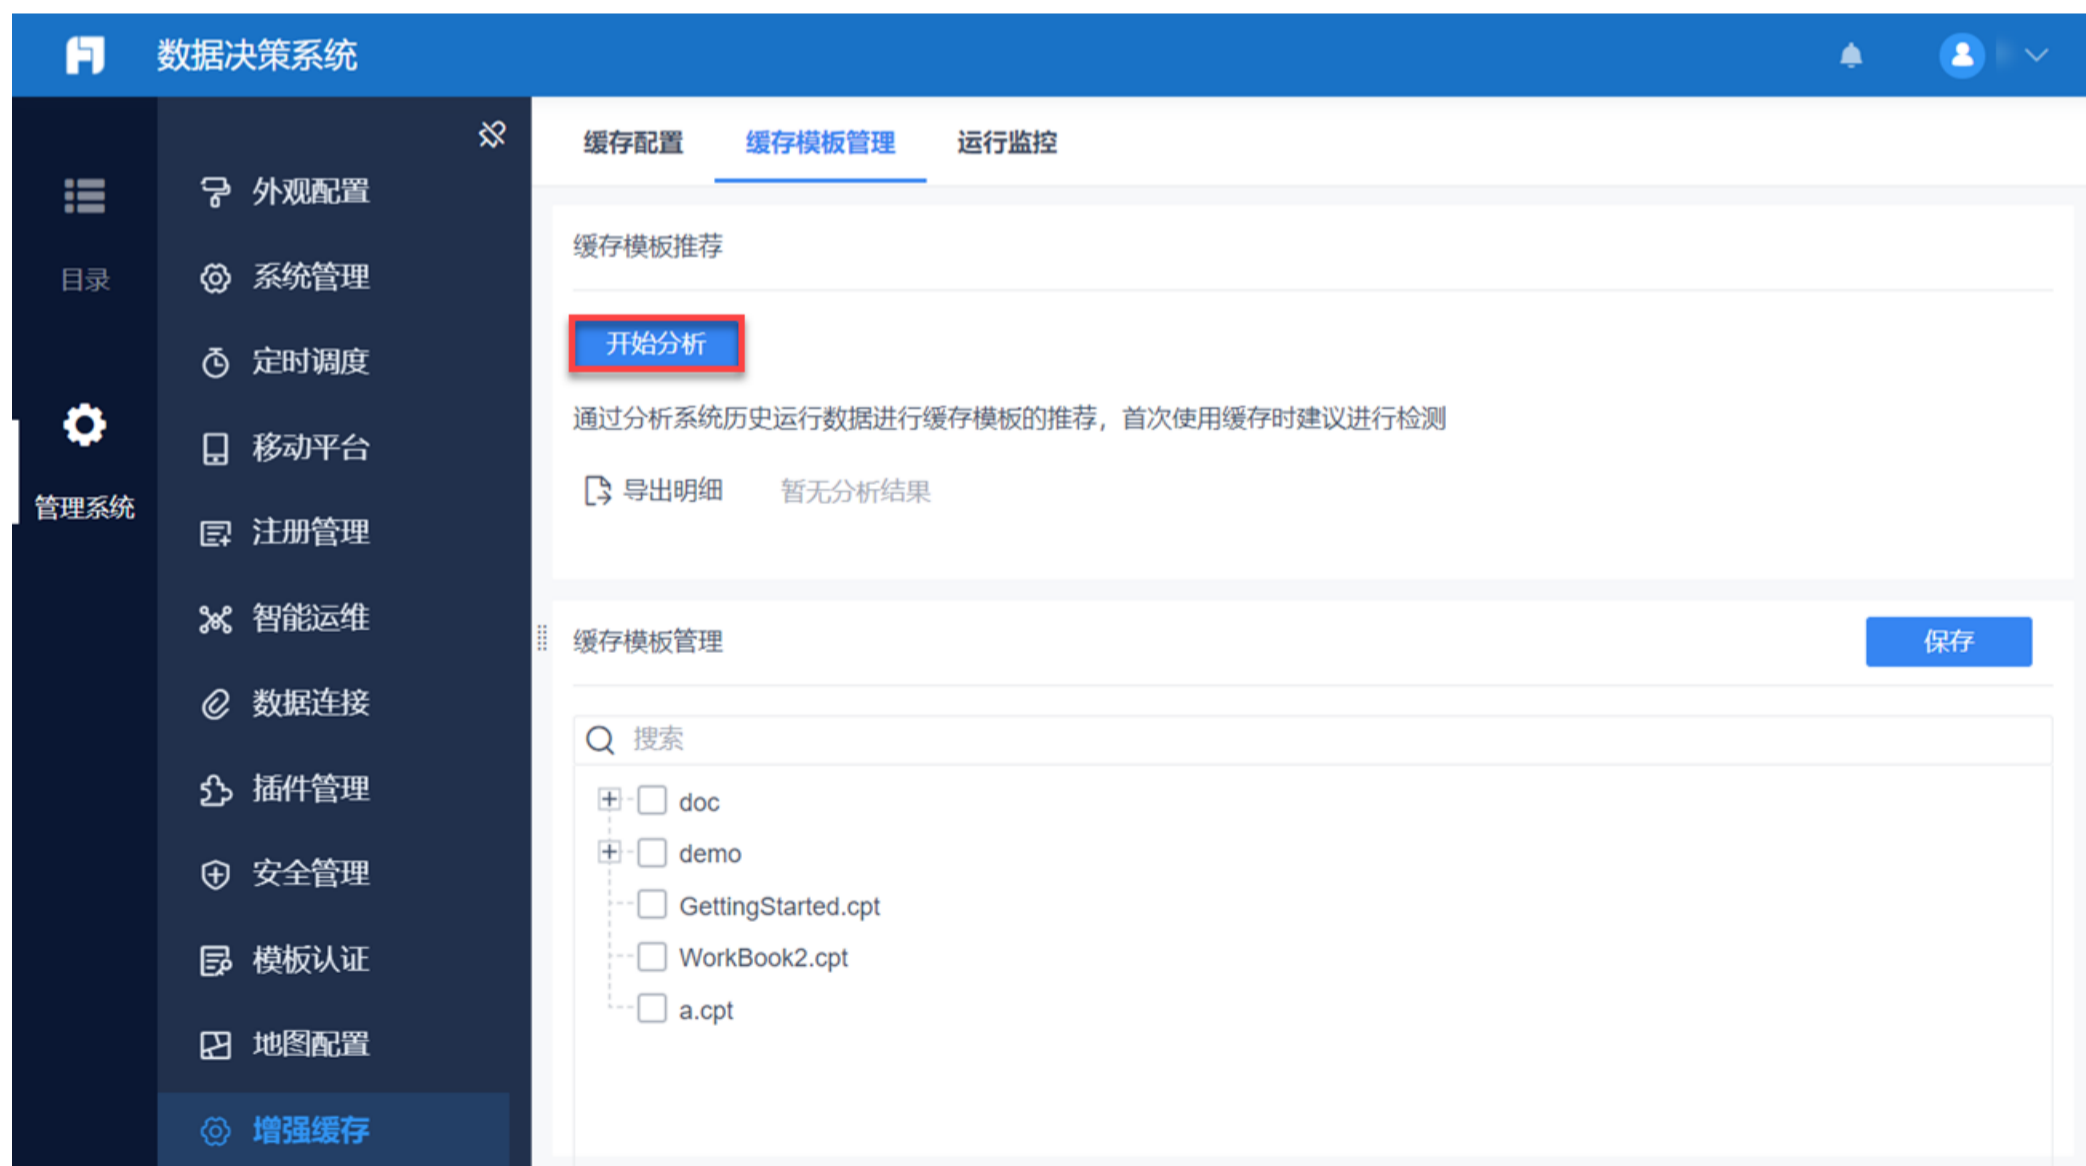 数据决策系统
目录
管理系统
外观配置
系统管理
定时调度
移动平台
注册管理
智能运维
数据连接
插件管理
安全管理
模板认证
地图配置
增强缓存
缓存配置 缓存模板管理 运行监控
缓存模板推荐
开始分析
通过分析系统历史运行数据进行缓存模板的推荐，首次使用缓存时建议进行检测
导出明细 暂无分析结果
缓存模板管理 保存
搜索
doc
demo
GettingStarted.cpt
WorkBook2.cpt
a.cpt